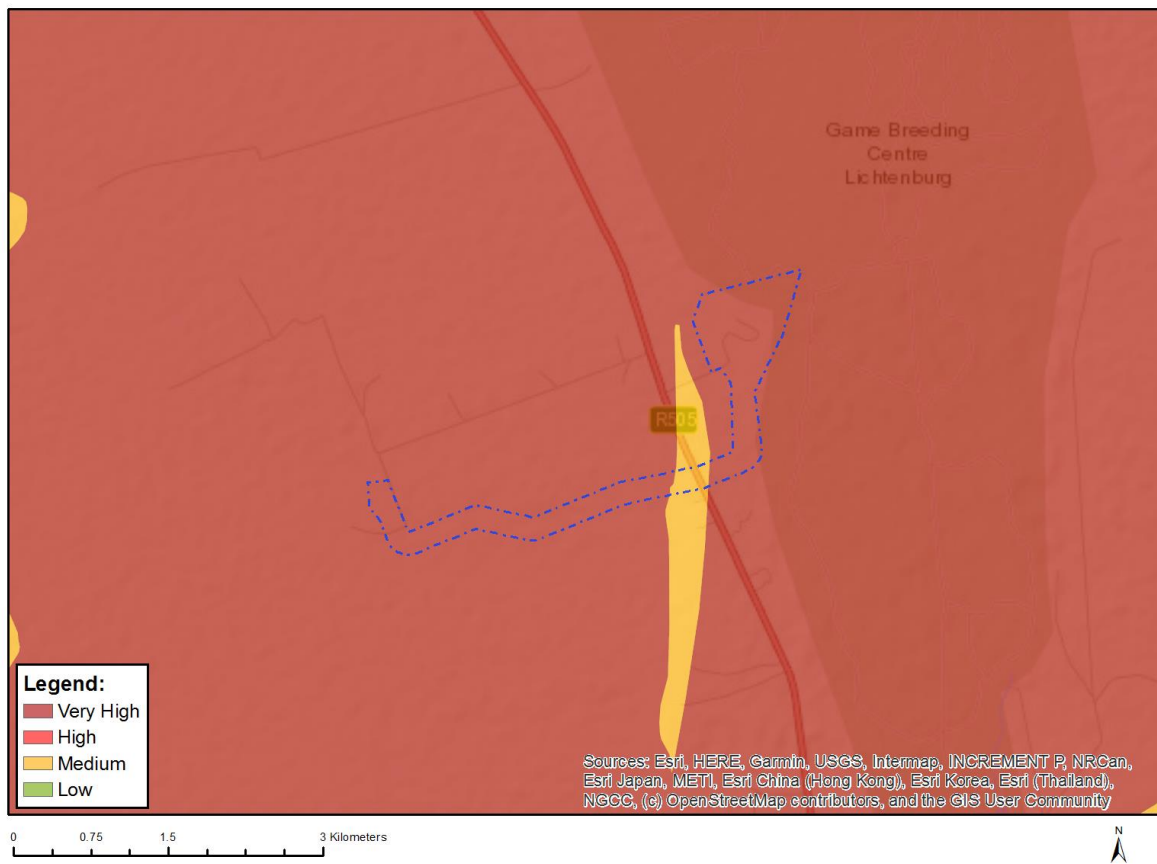 Game Breeding
Centre
Lichtenburg
R505
Legend:
Very High
High
Medium
Low
Sources: Esri, HERE, Garmin, USGS, Intermap, INCREMENT P, NRCan,
Esri Japan, METI, Esri China (Hong Kong), Esri Korea, Esri (Thailand),
NGCC, (c) OpenStreetMap contributors, and the GIS User Community
0 0.75 1.5 3 Kilometers
N